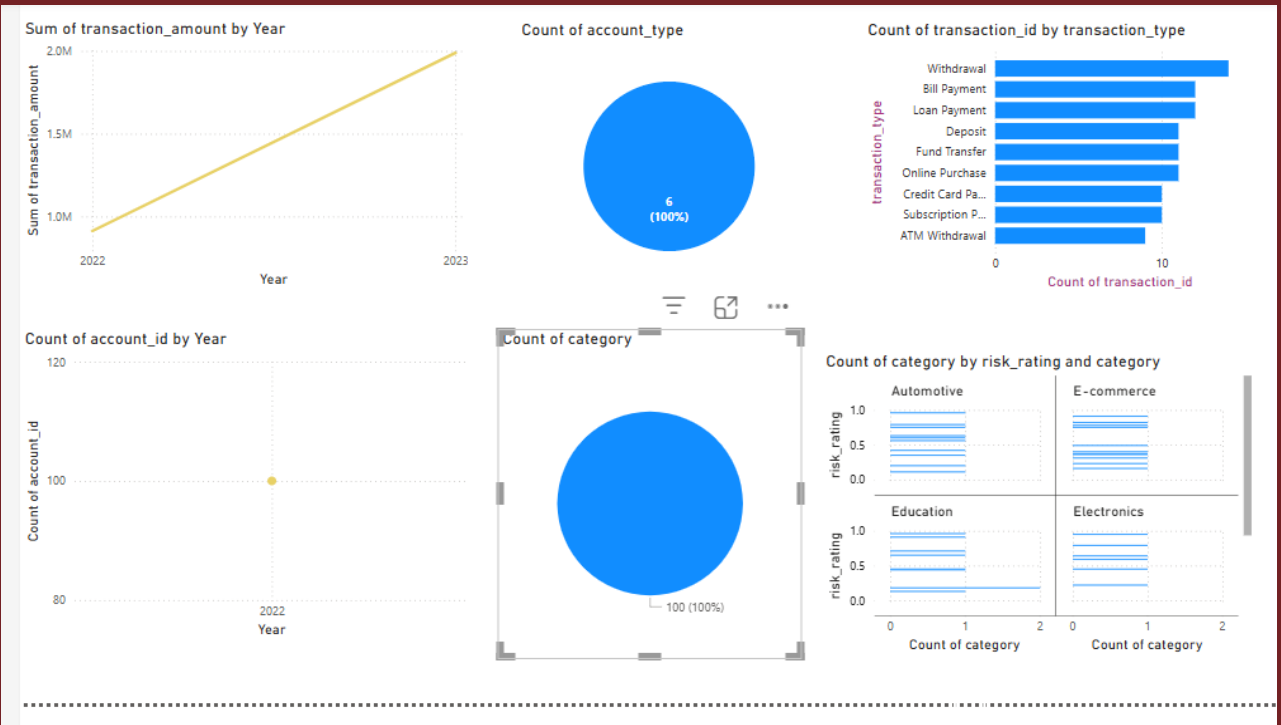 Sum of transaction_amount by Year
2.0M
1.5M
1.0M
Sum of transaction_amount
2022
2023
Year
Count of account_type
6
(100%)
Count of transaction_id by transaction_type
transaction_type
Withdrawal
Bill Payment
Loan Payment
Deposit
Fund Transfer
Online Purchase
Credit Card Pa...
Subscription P...
ATM Withdrawal
0
10
Count of transaction_id
Count of account_id by Year
120
100
80
Count of account_id
2022
Year
Count of category
100 (100%)
Count of category by risk_rating and category
Automotive
E-commerce
risk_rating
1.0
0.5
0.0
Education
Electronics
risk_rating
1.0
0.5
0.0
0
1
2
0
1
2
Count of category
Count of category